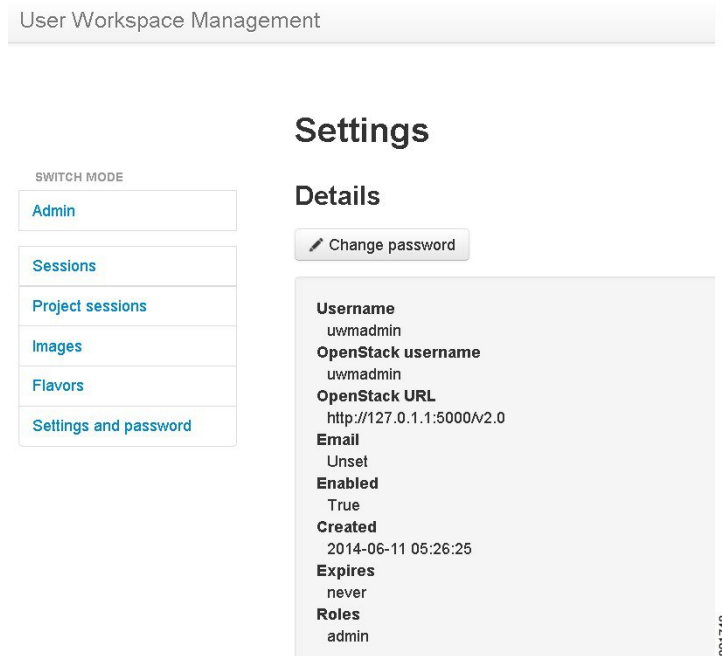 User Workspace Management
Settings
SWITCH MODE
Admin
Sessions
Project sessions
Images
Flavors
Settings and password
Details
Change password
Username
uwmadmin
OpenStack username
uwmadmin
OpenStack URL
http://127.0.1.1:5000/v2.0
Email
Unset
Enabled
True
Created
2014-06-11 05:26:25
Expires
never
Roles
admin